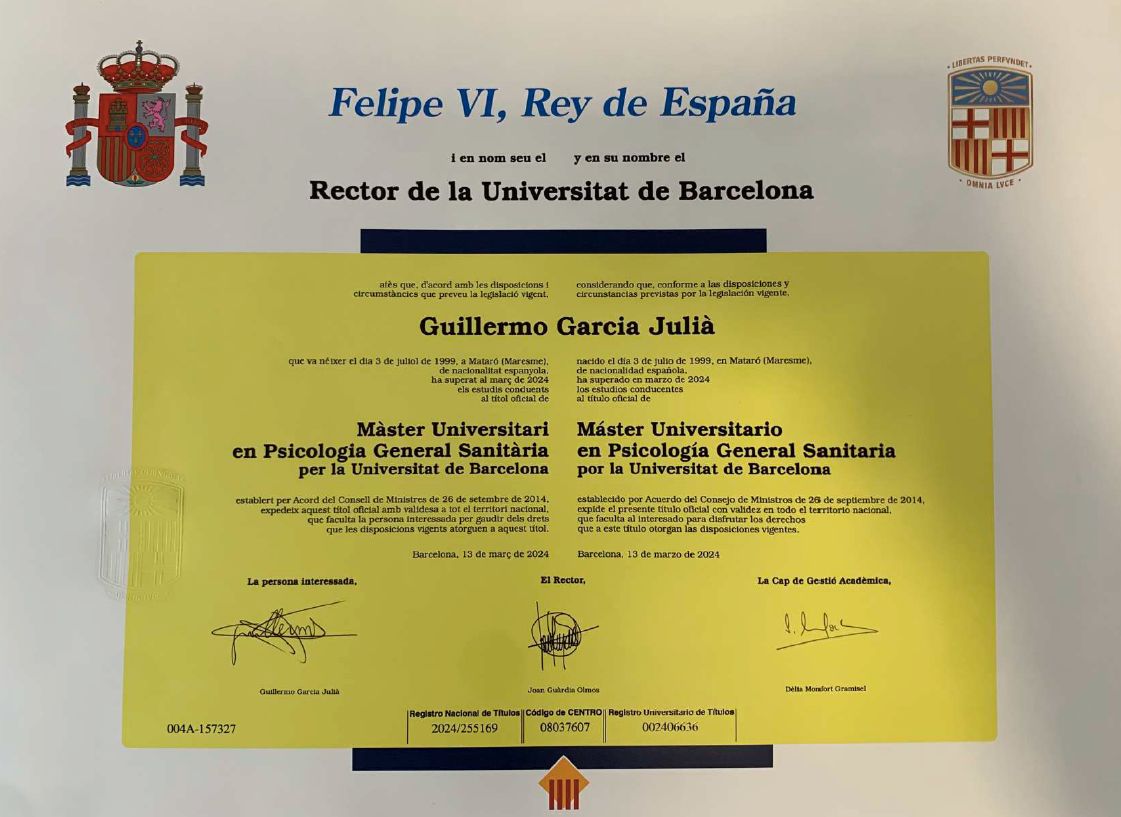 LIBERTAS PERFVNDET
OMNIA LVCE
Felipe VI, Rey de España
i en nom seu el y en su nombre el
Rector de la Universitat de Barcelona
atès que, d'acord amb les disposicions i
circumstàncies que preveu la legislació vigent,
considerando que, conforme a las disposiciones y
circunstancias previstas por la legislación vigente,
Guillermo Garcia Julià
que va néixer el dia 3 de juliol de 1999, a Mataró (Maresme),
de nacionalitat espanyola,
ha superat al març de 2024
els estudis conduents
al títol oficial de
nacido el día 3 de julio de 1999, en Mataró (Maresme),
de nacionalidad española,
ha superado en marzo de 2024
los estudios conducentes
al título oficial de
Màster Universitari
en Psicologia General Sanitària
per la Universitat de Barcelona
Máster Universitario
en Psicología General Sanitaria
por la Universitat de Barcelona
establert per Acord del Consell de Ministres de 26 de setembre de 2014,
expedeix aquest títol oficial amb validesa a tot el territori nacional,
que faculta la persona interessada per gaudir dels drets
que les disposicions vigents atorguen a aquest títol.
establecido por Acuerdo del Consejo de Ministros de 26 de septiembre de 2014,
expide el presente título oficial con validez en todo el territorio nacional,
que faculta al interesado para disfrutar los derechos
que a este título otorgan las disposiciones vigentes.
Barcelona, 13 de març de 2024
Barcelona, 13 de marzo de 2024
La persona interessada,
El Rector,
La Cap de Gestió Acadèmica,
Guillermo Garcia Julià
Joan Guàrdia Olmos
Dèlia Monfort Gramisel
004A-157327
Registro Nacional de Títulos
2024/255169
Código de CENTRO
08037607
Registro Universitario de Títulos
002406636